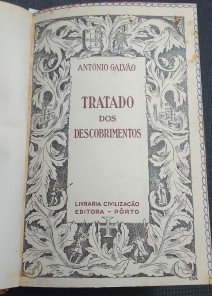 ANTÓNIO GALVÃO
TRATADO
DOS
DESCOBRIMENTOS
LIVRARIA CIVILIZAÇÃO
EDITORA - PÔRTO